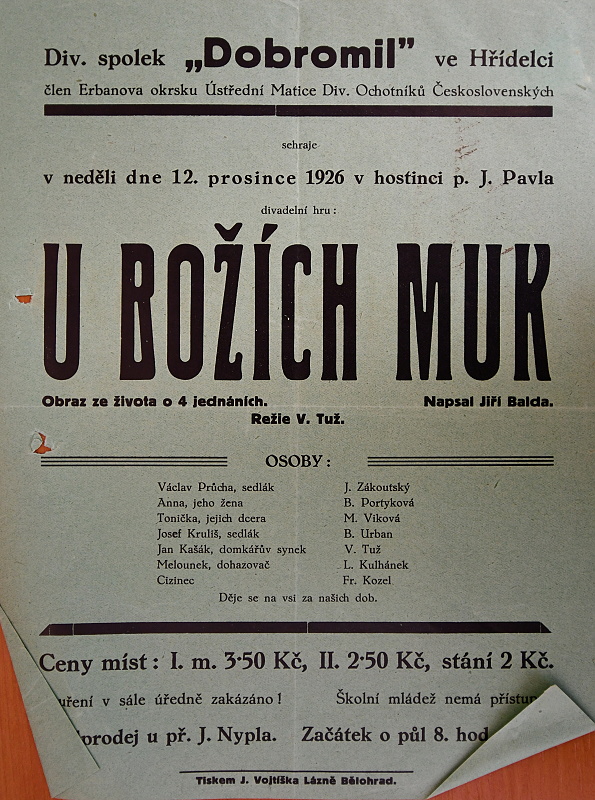 Div. spolek „Dobromil” ve Hřídelci
člen Erbanova okrsku Ústřední Matice Div. Ochotníků Československých
sehraje
v neděli dne 12. prosince 1926 v hostinci p. J. Pavla
divadelní hru:
U BOŽÍCH MUK
Obraz ze života o 4 jednáních. Napsal Jiří Balda.
Režie V. Tuž.
OSOBY:
Václav Průcha, sedlák J. Zákoutský
Anna, jeho žena B. Portyková
Tonička, jejich dcera M. Viková
Josef Kruliš, sedlák B. Urban
Jan Kašák, domkářův synek V. Tuž
Melounek, dohazovač L. Kulhánek
Cizinec Fr. Kozel
Děje se na vsi za našich dob.
Ceny míst: I. m. 3·50 Kč, II. 2·50 Kč, stání 2 Kč.
v sále úředně zakázáno! Školní mládež nemá
u př. J. Nypla. Začátek o půl 8. hod
Tiskem J. Vojtíška Lázně Bělohrad.